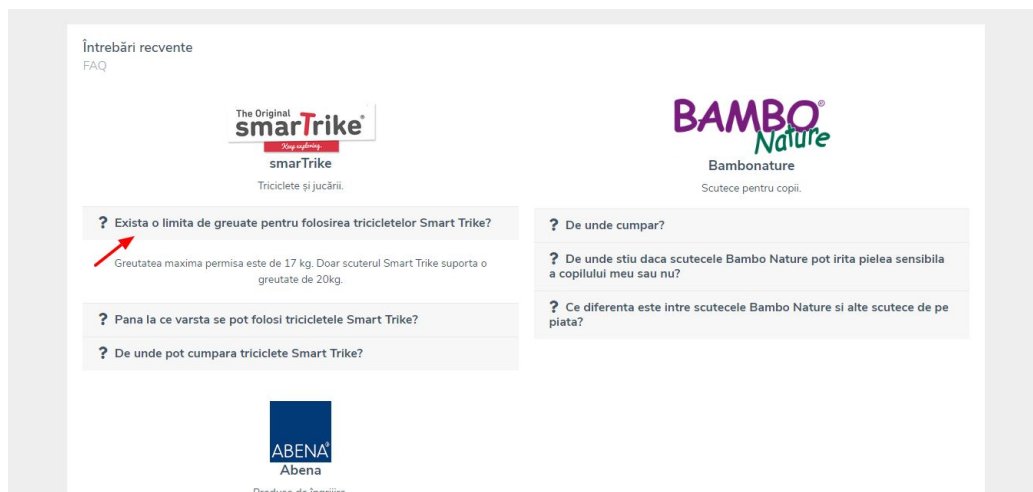 Întrebări recvente
FAQ
The Original
smarTrike
Keep exploring.
smarTrike
Triciclete și jucării.
? Exista o limita de greuate pentru folosirea tricicletelor Smart Trike?
Greutatea maxima permisa este de 17 kg. Doar scuterul Smart Trike suporta o
greutate de 20kg.
? Pana la ce varsta se pot folosi tricicletele Smart Trike?
? De unde pot cumpara triciclete Smart Trike?
BAMBO®
Nature
Bambonature
Scutece pentru copii.
? De unde cumpar?
? De unde stiu daca scutecele Bambo Nature pot irita pielea sensibila
a copilului meu sau nu?
? Ce diferenta este intre scutecele Bambo Nature si alte scutece de pe
piata?
ABENA®
Abena
Produse de îngrijire